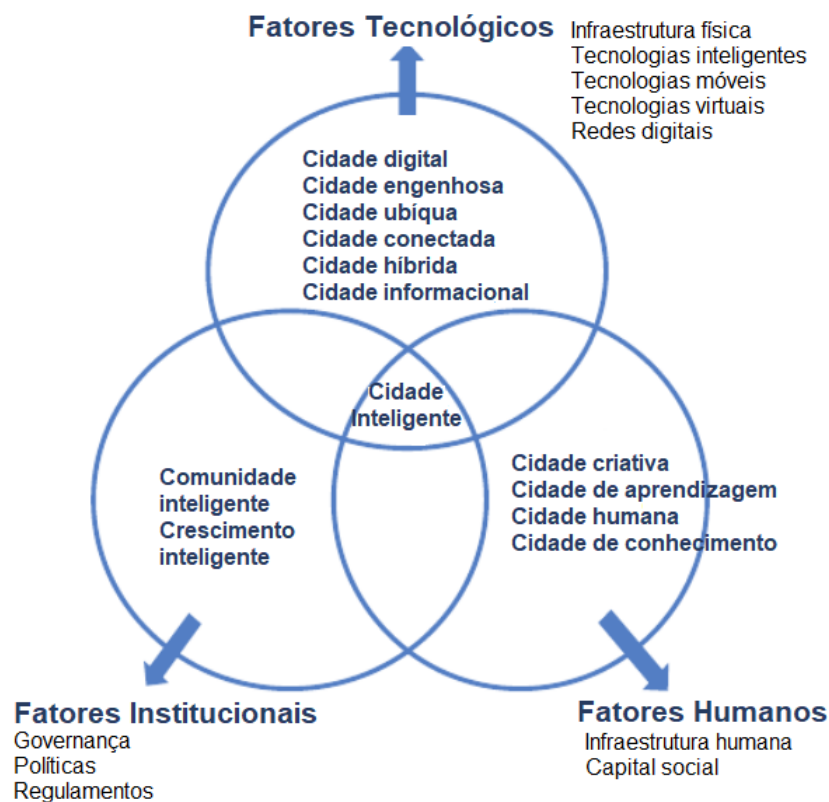 Fatores Tecnológicos
Infraestrutura física
Tecnologias inteligentes
Tecnologias móveis
Tecnologias virtuais
Redes digitais
Cidade digital
Cidade engenhosa
Cidade ubíqua
Cidade conectada
Cidade híbrida
Cidade informacional
Cidade
Inteligente
Comunidade
inteligente
Crescimento
inteligente
Cidade criativa
Cidade de aprendizagem
Cidade humana
Cidade de conhecimento
Fatores Institucionais
Governança
Políticas
Regulamentos
Fatores Humanos
Infraestrutura humana
Capital social